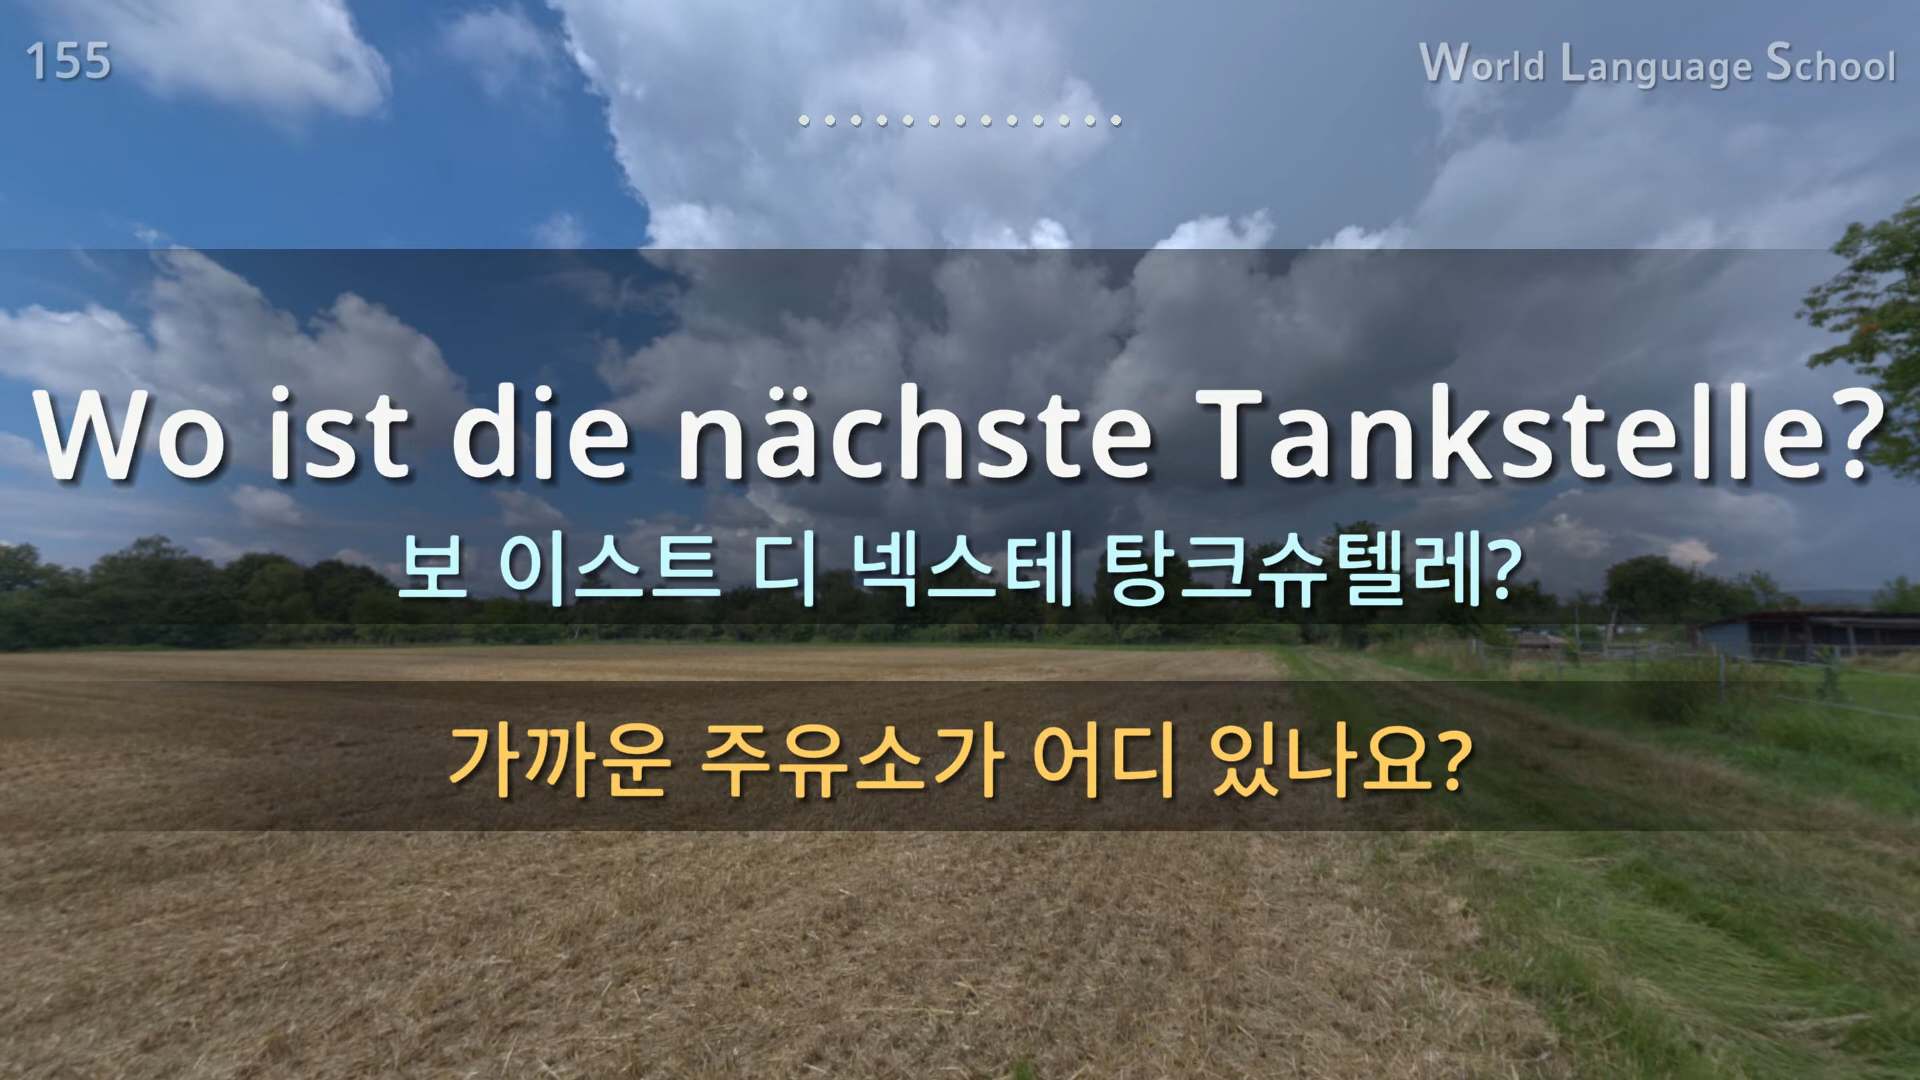 155
World Language School
Wo ist die nächste Tankstelle?
보 이스트 디 넥스테 탕크슈텔레?
가까운 주유소가 어디 있나요?